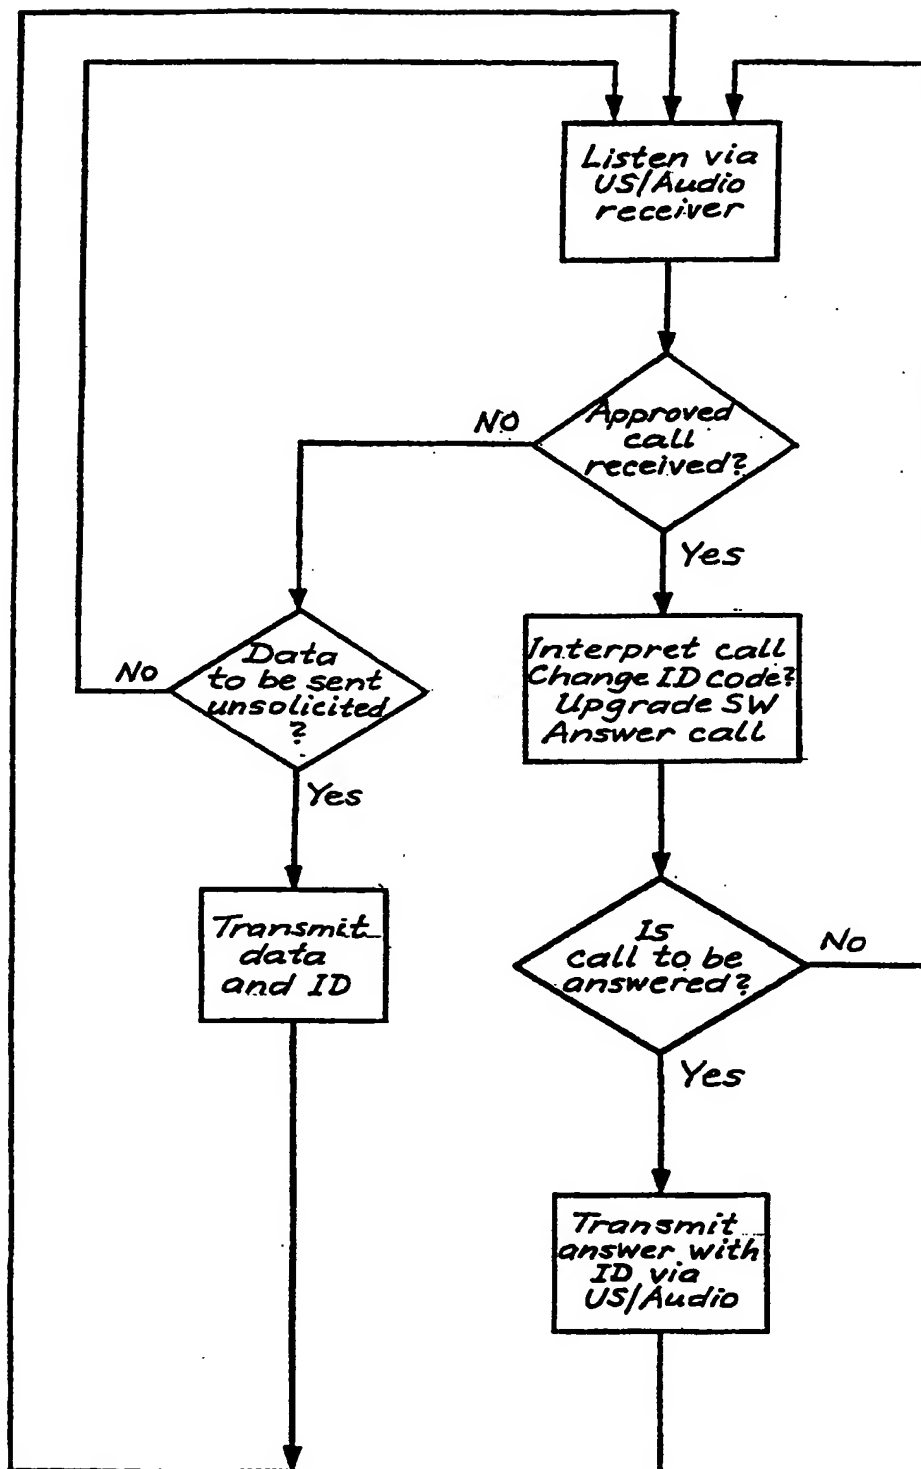 Listen via
US/Audio
receiver
NO
Approved
call
received?
Yes
No
Data
to be sent
unsolicited
?
Interpret call
Change ID code?
Upgrade SW
Answer call
Yes
Transmit
data
and ID
Is
call to be
answered?
No
Yes
Transmit
answer with
ID via
US/Audio